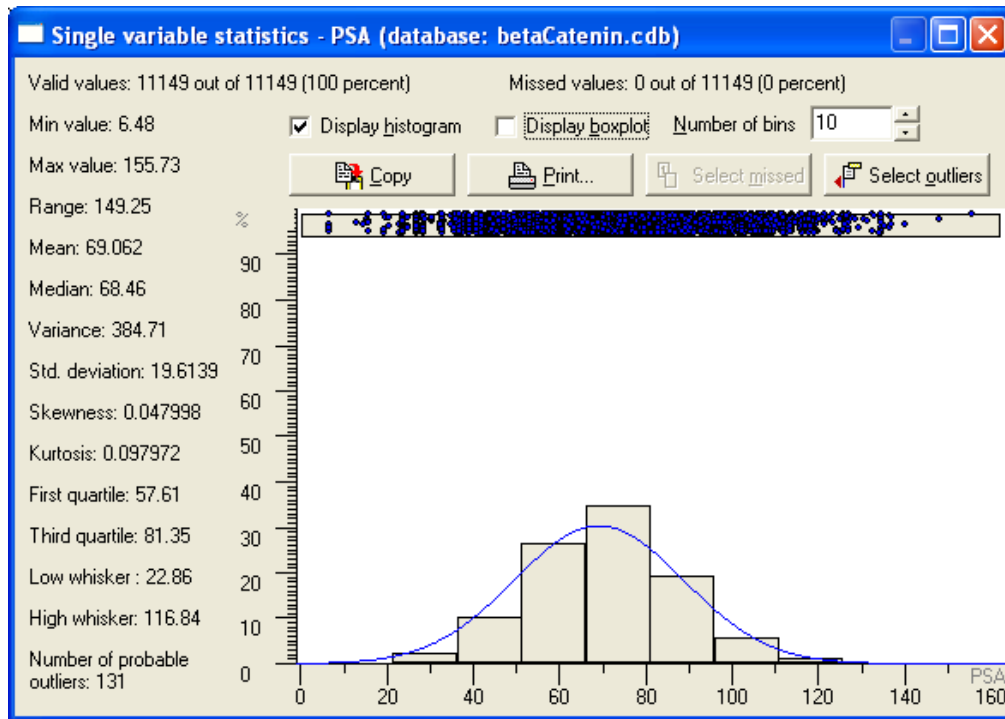 Single variable statistics - PSA (database: betaCatenin.cdb)
Valid values: 11149 out of 11149 (100 percent)
Missed values: 0 out of 11149 (0 percent)
Min value: 6.48
Display histogram
Display boxplot
Number of bins
10
Max value: 155.73
Copy
Print...
Select missed
Select outliers
Range: 149.25
%
Mean: 69.062
Median: 68.46
Variance: 384.71
Std. deviation: 19.6139
Skewness: 0.047998
Kurtosis: 0.097972
First quartile: 57.61
Third quartile: 81.35
Low whisker : 22.86
High whisker: 116.84
Number of probable
outliers: 131
90
80
70
60
50
40
30
20
10
0
PSA
0 20 40 60 80 100 120 140 160